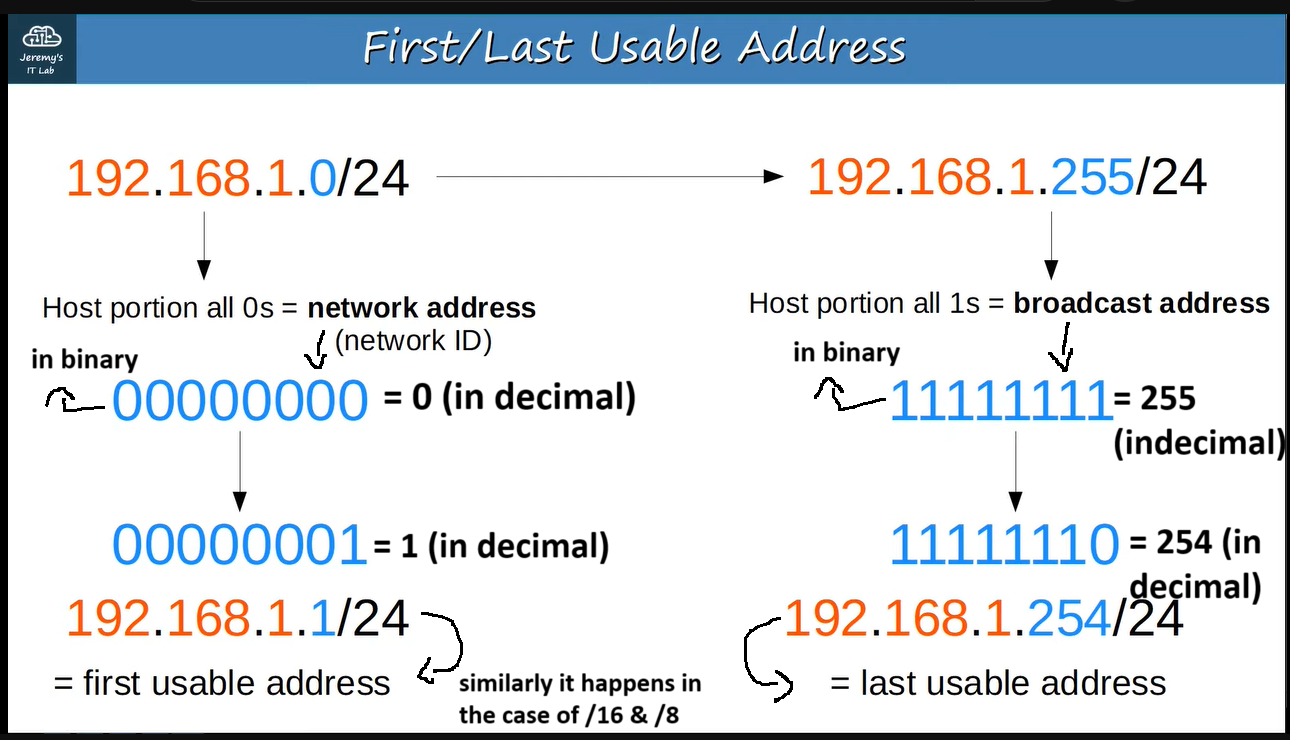 Jeremy's
IT Lab
First/Last Usable Address
192.168.1.0/24
192.168.1.255/24
Host portion all 0s = network address
(network ID)
Host portion all 1s = broadcast address
in binary
00000000 = 0 (in decimal)
in binary
11111111 = 255
(indecimal)
00000001 = 1 (in decimal)
11111110 = 254 (in
decimal)
192.168.1.1/24
192.168.1.254/24
= first usable address
= last usable address
similarly it happens in
the case of /16 & /8